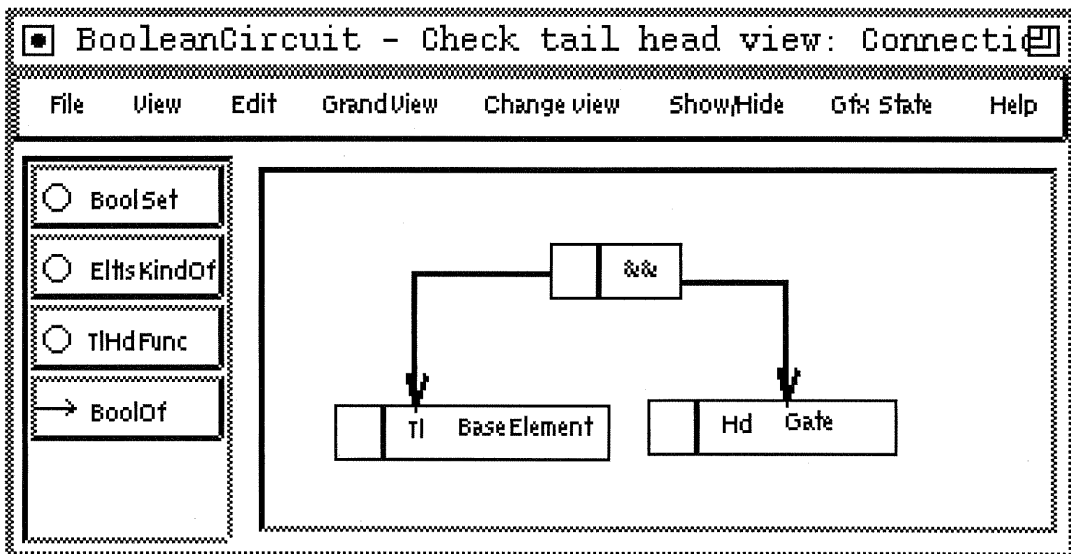 BooleanCircuit - Check tail head view: Connectio
File View Edit GrandView Change view Show/Hide Gfx State Help
BoolSet
EltIsKindOf
TlHdFunc
BoolOf
&&
Tl BaseElement
Hd Gate